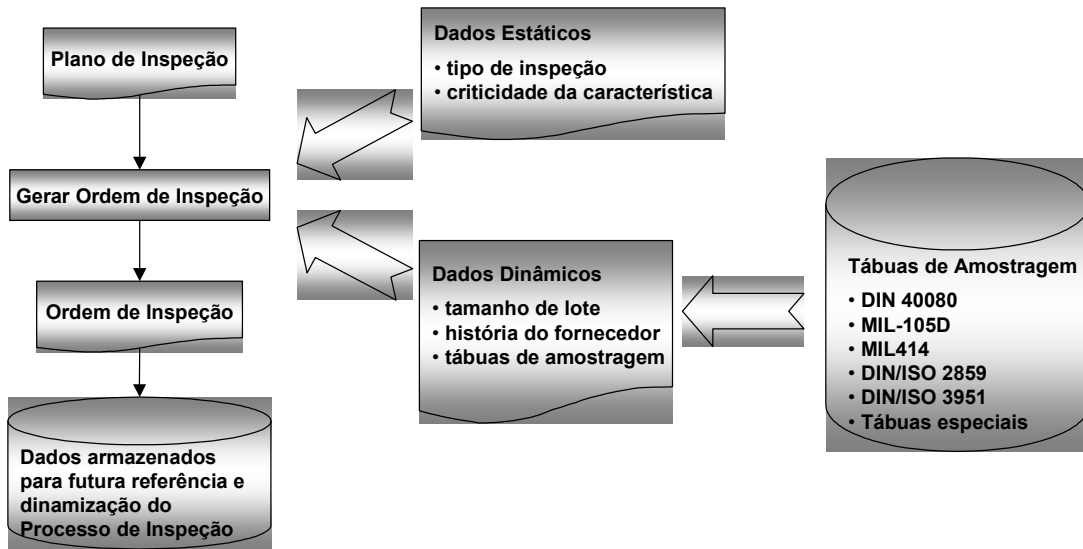 Plano de Inspeção
Gerar Ordem de Inspeção
Ordem de Inspeção
Dados armazenados
para futura referência e
dinamização do
Processo de Inspeção
Dados Estáticos
• tipo de inspeção
• criticidade da característica
Dados Dinâmicos
• tamanho de lote
• história do fornecedor
• tábuas de amostragem
Tábuas de Amostragem
• DIN 40080
• MIL-105D
• MIL414
• DIN/ISO 2859
• DIN/ISO 3951
• Tábuas especiais